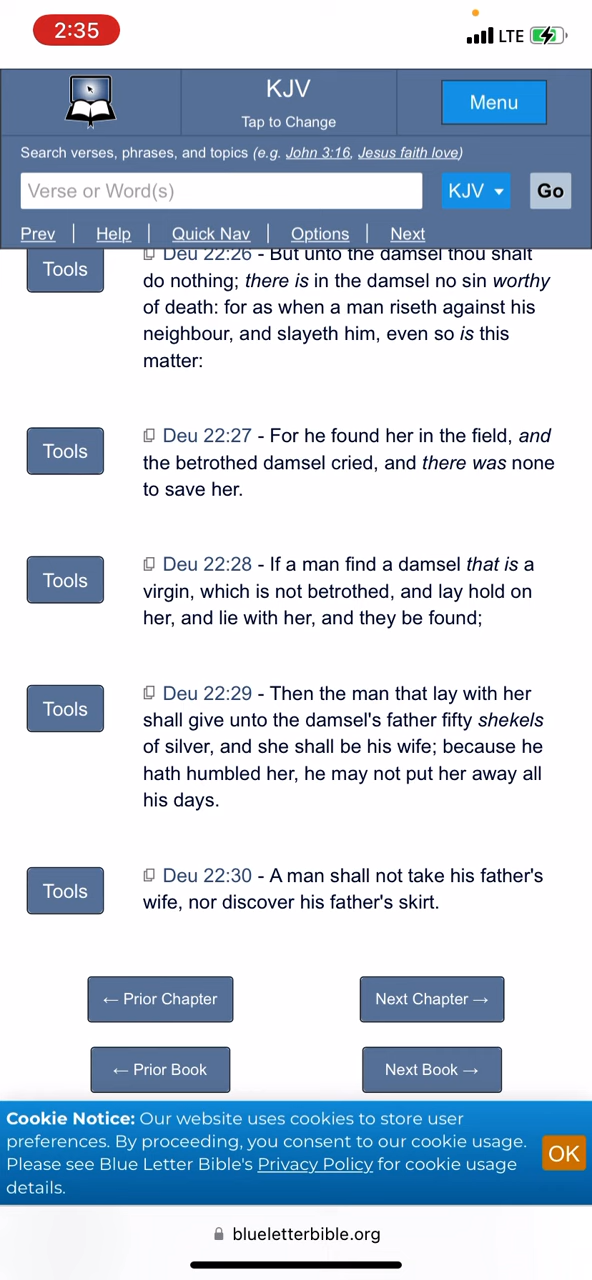 2:35
LTE
KJV
Tap to Change
Menu
Search verses, phrases, and topics (e.g. John 3:16, Jesus faith love)
Verse or Word(s)
KJV
Go
Prev | Help | Quick Nav | Options | Next
Tools
Deu 22:26 - But unto the damsel thou shalt
do nothing; there is in the damsel no sin worthy
of death: for as when a man riseth against his
neighbour, and slayeth him, even so is this
matter:
Tools
Deu 22:27 - For he found her in the field, and
the betrothed damsel cried, and there was none
to save her.
Tools
Deu 22:28 - If a man find a damsel that is a
virgin, which is not betrothed, and lay hold on
her, and lie with her, and they be found;
Tools
Deu 22:29 - Then the man that lay with her
shall give unto the damsel's father fifty shekels
of silver, and she shall be his wife; because he
hath humbled her, he may not put her away all
his days.
Tools
Deu 22:30 - A man shall not take his father's
wife, nor discover his father's skirt.
← Prior Chapter
Next Chapter →
← Prior Book
Next Book →
Cookie Notice: Our website uses cookies to store user
preferences. By proceeding, you consent to our cookie usage.
Please see Blue Letter Bible's Privacy Policy for cookie usage
details.
OK
blueletterbible.org